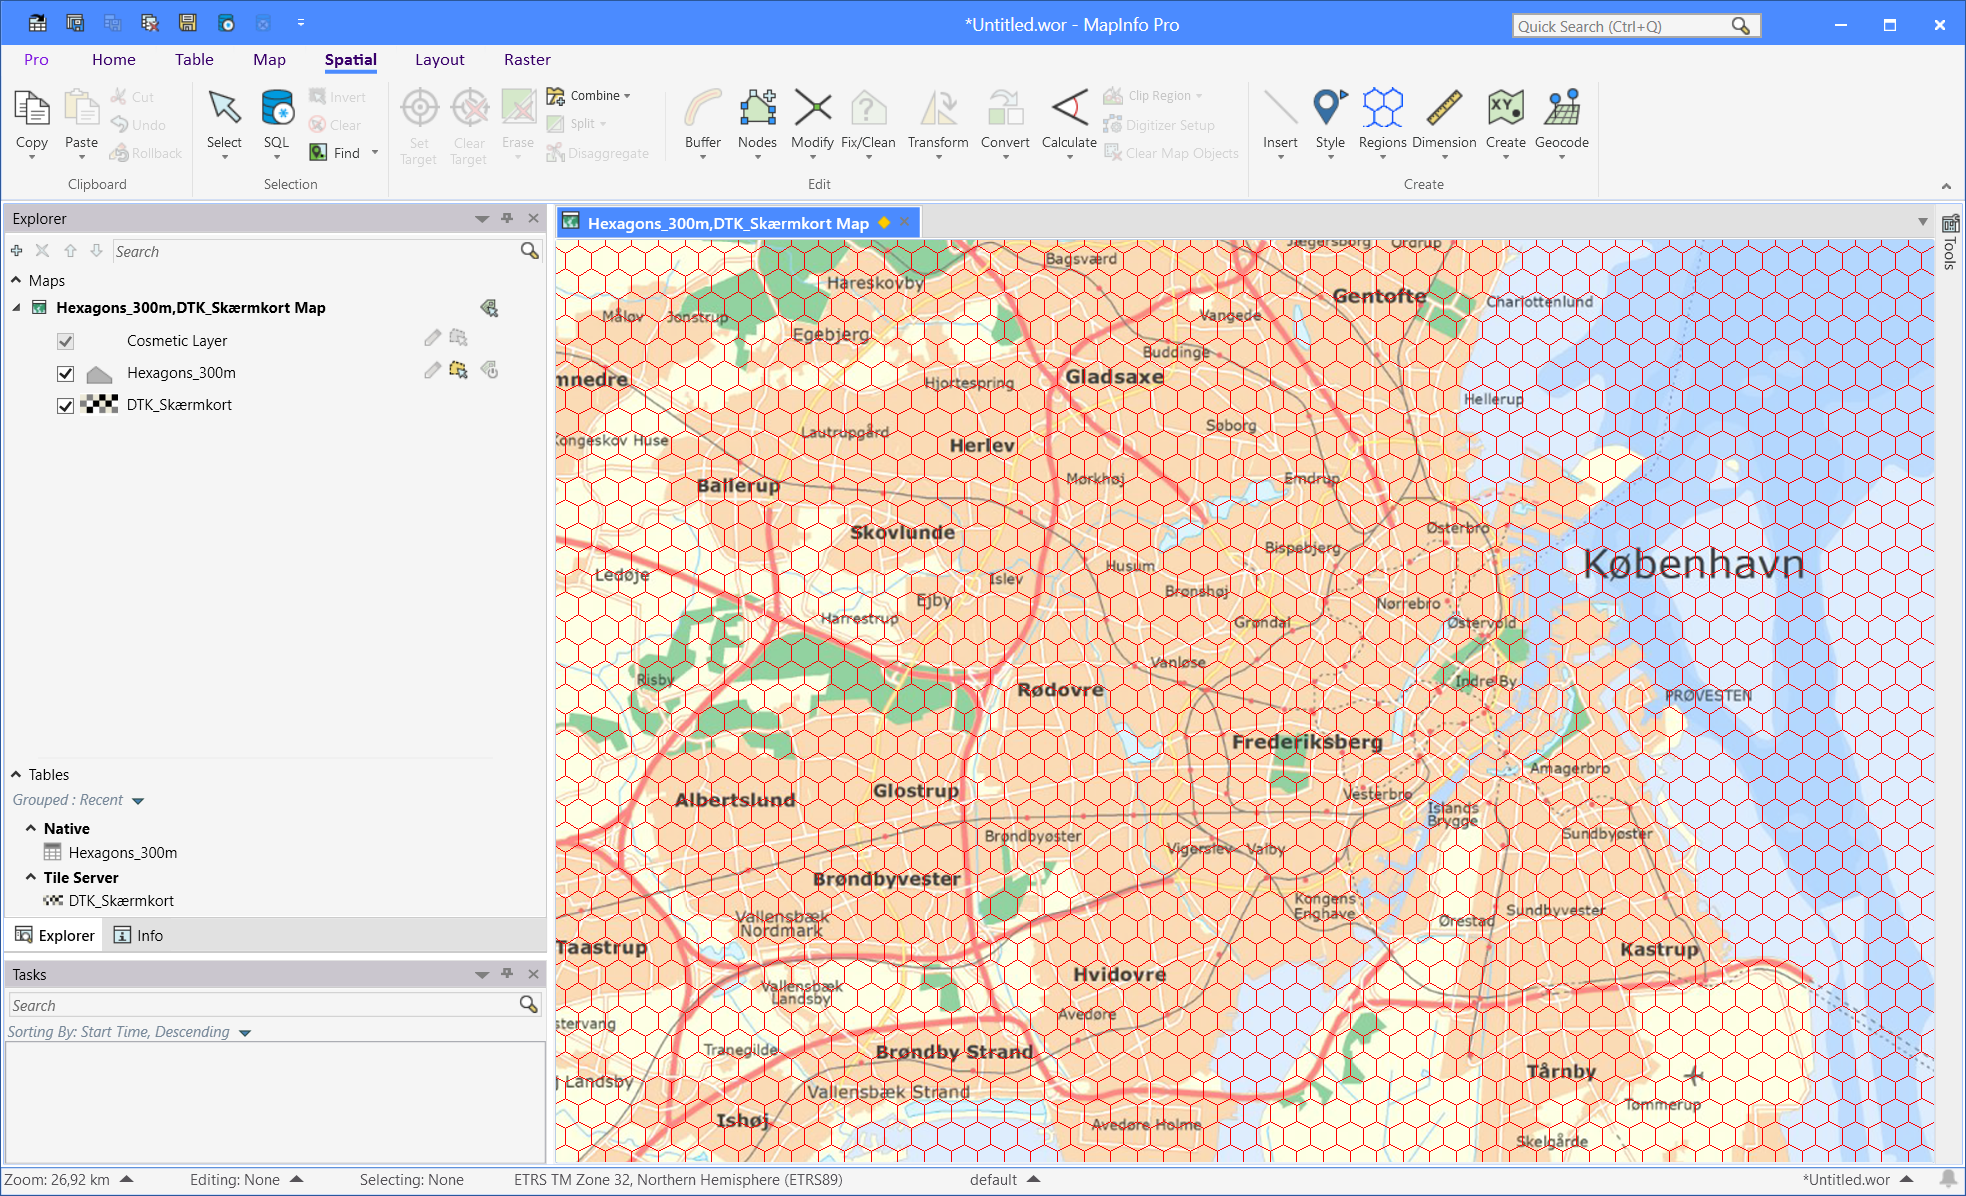 *Untitled.wor - MapInfo Pro
Quick Search (Ctrl+Q)
Pro Home Table Map Spatial Layout Raster
Copy
Paste
Cut
Undo
Rollback
Clipboard
Select
SQL
Invert
Clear
Find
Selection
Set Target
Clear Target
Erase
Combine
Split
Disaggregate
Buffer
Nodes
Modify
Fix/Clean
Transform
Convert
Calculate
Clip Region
Digitizer Setup
Clear Map Objects
Edit
Insert
Style
Regions
Dimension
XY
Create
Geocode
Create
Explorer
Search
Maps
Hexagons_300m,DTK_Skærmkort Map
Cosmetic Layer
Hexagons_300m
DTK_Skærmkort
Tables
Grouped : Recent
Native
Hexagons_300m
Tile Server
DTK_Skærmkort
Explorer Info
Tasks
Search
Sorting By: Start Time, Descending
Hexagons_300m,DTK_Skærmkort Map
Tools
Jægersborg
Ordrup
Bagsværd
Hareskovby
Gentofte
Charlottenlund
Måløv
Jonstrup
Vangede
Egebjerg
Buddinge
mnedre
Hjortespring
Gladsaxe
Hellerup
Lautrupgård
Søborg
Kongeskov Huse
Herlev
Ballerup
Mørkhøj
Emdrup
Skovlunde
Østerbro
Bispebjerg
København
Ledøje
Islev
Husum
Ejby
Brønshøj
Nørrebro
Harrestrup
Grøndal
Østervold
Vanløse
Risby
Rødovre
Indre By
PRØVESTEN
Frederiksberg
Amagerbro
Albertslund
Glostrup
Vesterbro
Islands
Brygge
Brøndbyøster
Sundbyøster
Vigerslev
Valby
Brøndbyvester
Kongens
Enghave
Vallensbæk
Nordmark
Ørestad
Sundbyvester
Taastrup
Kastrup
Hvidovre
Vallensbæk
Landsby
Avedøre
stervang
Tranegilde
Brøndby Strand
Tårnby
j Landsby
Vallensbæk Strand
Tømmerup
Ishøj
Avedøre Holme
Skelgårde
Zoom: 26,92 km
Editing: None
Selecting: None
ETRS TM Zone 32, Northern Hemisphere (ETRS89)
default
*Untitled.wor